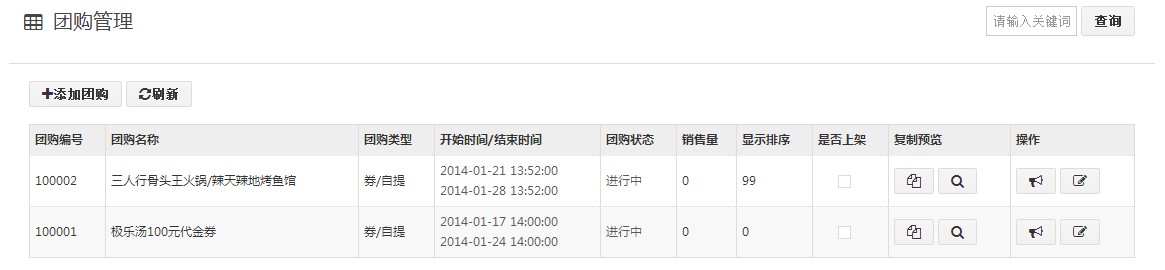 团购管理
请输入关键词 查询
添加团购 刷新
团购编号 团购名称 团购类型 开始时间/结束时间 团购状态 销售量 显示排序 是否上架 复制预览 操作
100002 三人行骨头王火锅/辣天辣地烤鱼馆 券/自提 2014-01-21 13:52:00 进行中 0 99
2014-01-28 13:52:00
100001 极乐汤100元代金券 券/自提 2014-01-17 14:00:00 进行中 0 0
2014-01-24 14:00:00